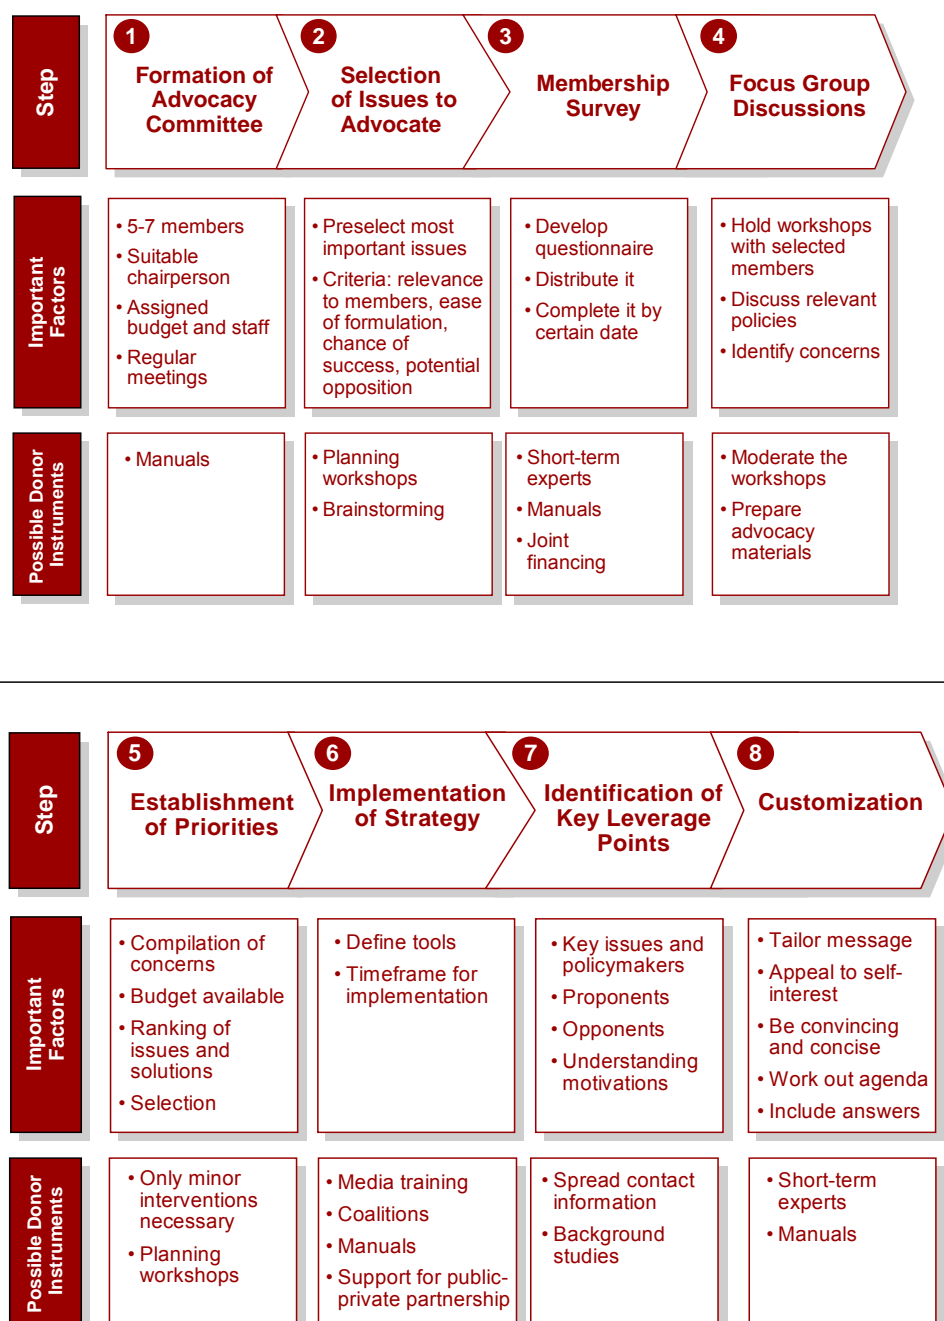 Step
1
Formation of
Advocacy
Committee
2
Selection
of Issues to
Advocate
3
Membership
Survey
4
Focus Group
Discussions
Important
Factors
• 5-7 members
• Suitable
chairperson
• Assigned
budget and staff
• Regular
meetings
• Preselect most
important issues
• Criteria: relevance
to members, ease
of formulation,
chance of
success, potential
opposition
• Develop
questionnaire
• Distribute it
• Complete it by
certain date
• Hold workshops
with selected
members
• Discuss relevant
policies
• Identify concerns
Possible Donor
Instruments
• Manuals
• Planning
workshops
• Brainstorming
• Short-term
experts
• Manuals
• Joint
financing
• Moderate the
workshops
• Prepare
advocacy
materials
Step
5
Establishment
of Priorities
6
Implementation
of Strategy
7
Identification of
Key Leverage
Points
8
Customization
Important
Factors
• Compilation of
concerns
• Budget available
• Ranking of
issues and
solutions
• Selection
• Define tools
• Timeframe for
implementation
• Key issues and
policymakers
• Proponents
• Opponents
• Understanding
motivations
• Tailor message
• Appeal to self-
interest
• Be convincing
and concise
• Work out agenda
• Include answers
Possible Donor
Instruments
• Only minor
interventions
necessary
• Planning
workshops
• Media training
• Coalitions
• Manuals
• Support for public-
private partnership
• Spread contact
information
• Background
studies
• Short-term
experts
• Manuals